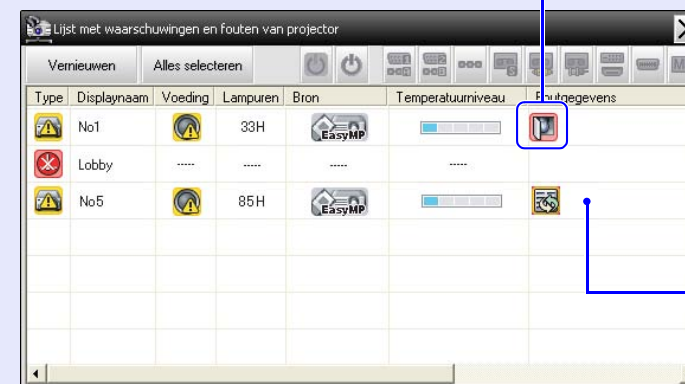 Lijst met waarschuwingen en fouten van projector
Vernieuwen Alles selecteren
Type Displaynaam Voeding Lampuren Bron Temperatuurniveau Foutgegevens
No1 33H EasyMP
Lobby ----- ----- ----- -----
No5 85H EasyMP